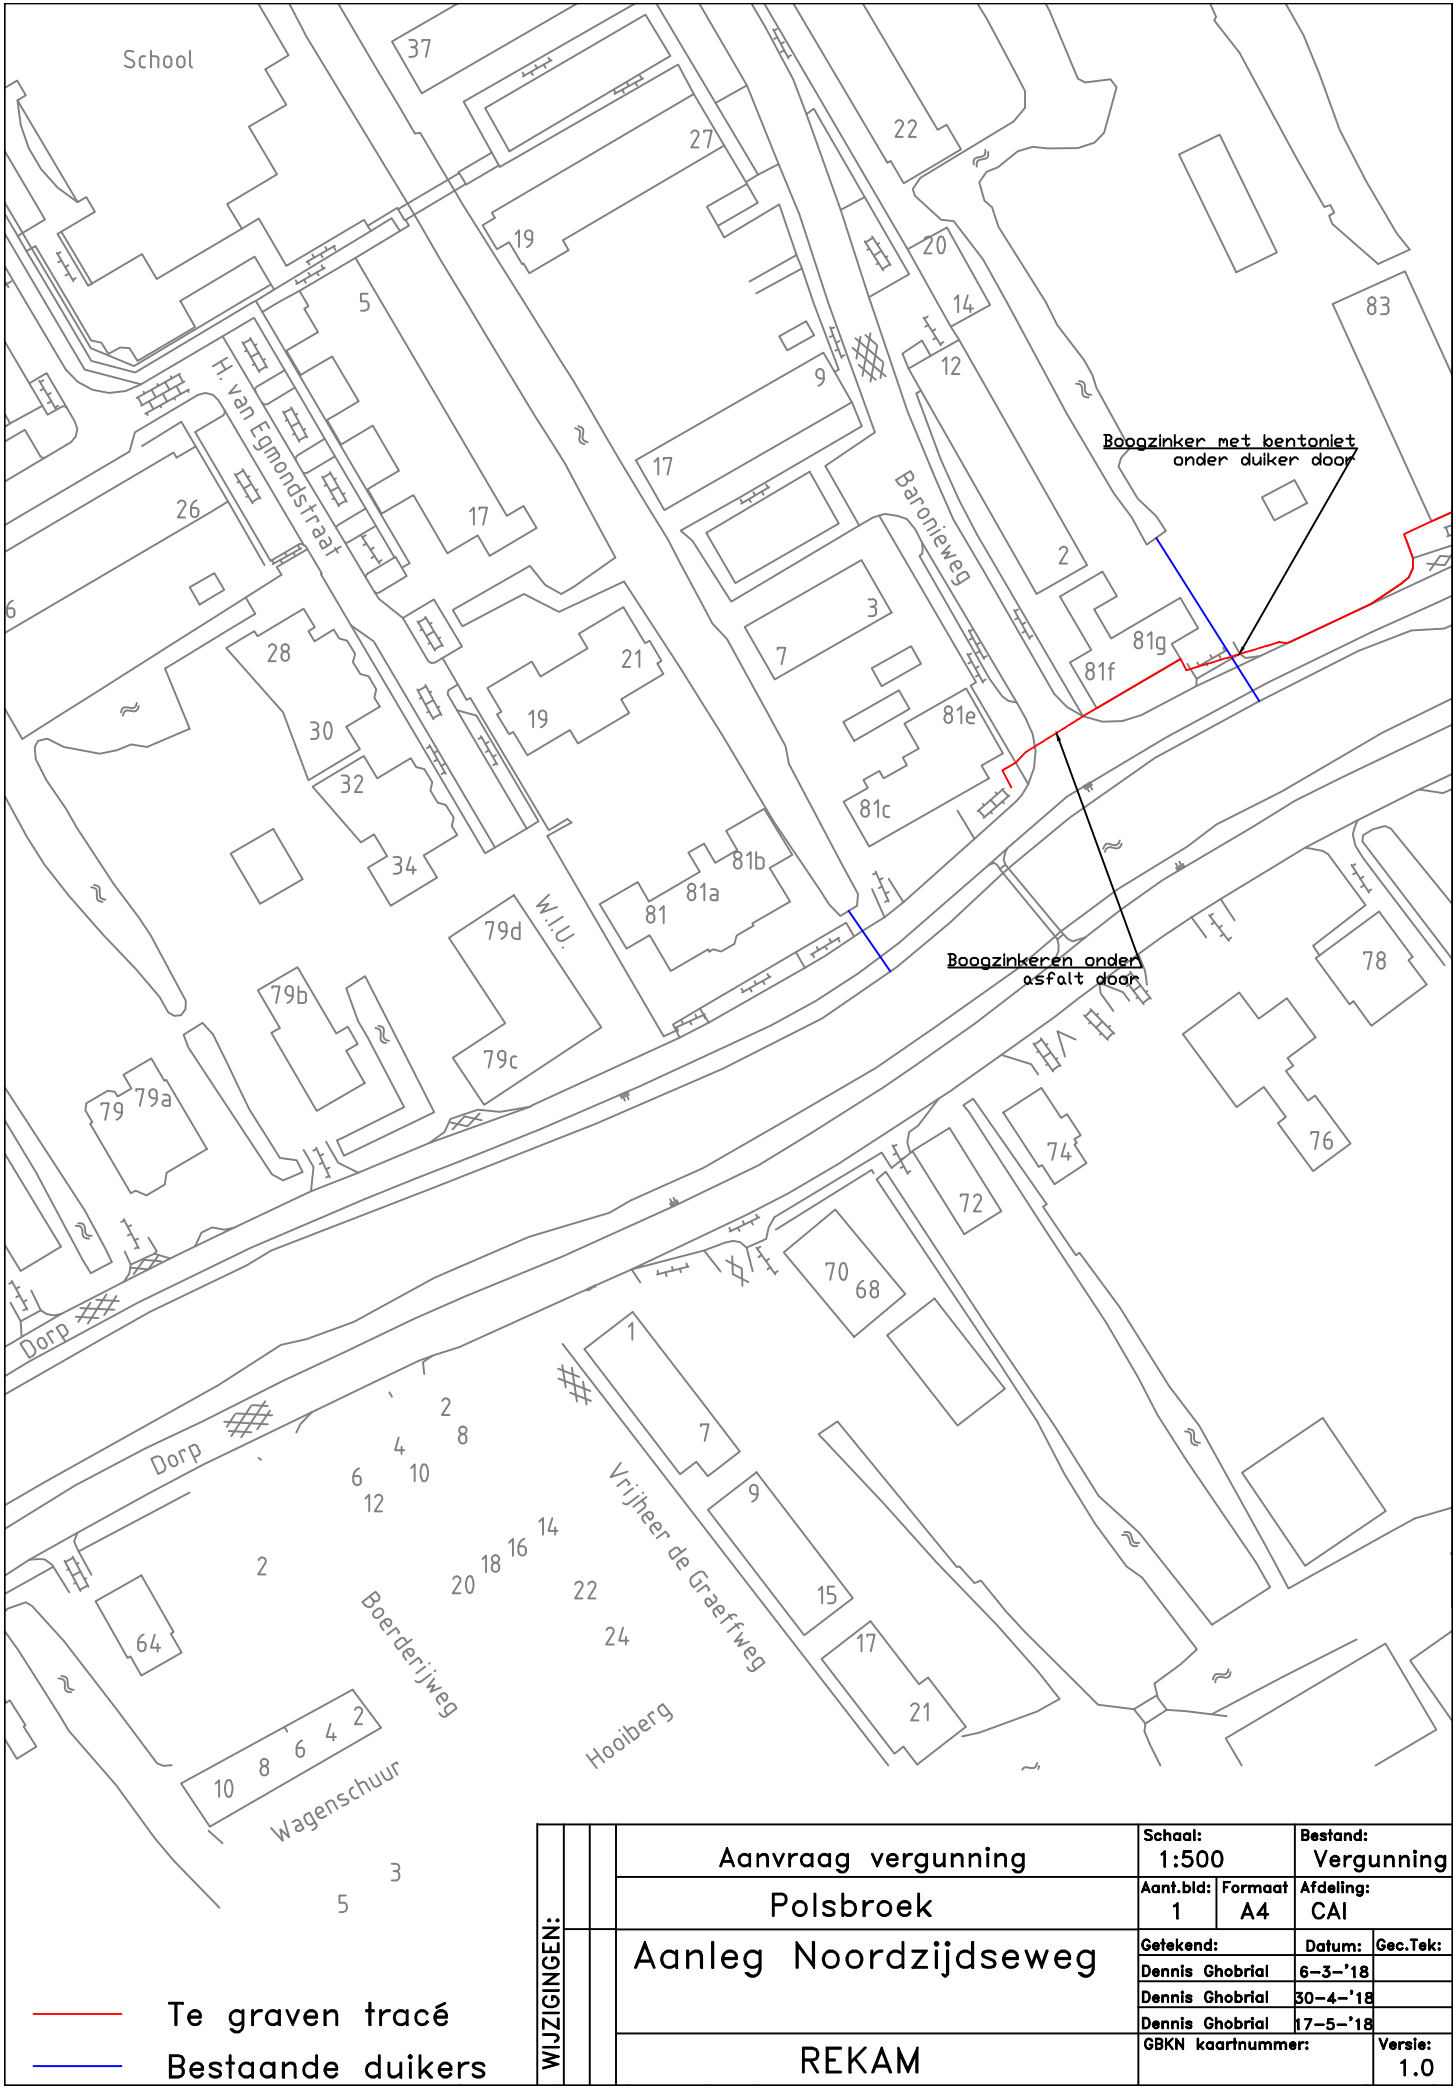 School
37
22
27
19
20
5
14
83
12
9
H. van Egmondstraat
17
Boogzinker met bentoniet
onder duiker door
26
17
Baronieweg
2
6
3
7
81g
28
21
81f
19
81e
30
32
81c
34
81b
81a
81
W.I.U.
79d
Boogzinkeren onder
asfalt door
78
79b
79c
79
79a
76
74
72
70
68
Dorp
1
2
7
8
4
Dorp
6
10
12
9
14
16
2
18
20
22
15
Vrijheer de Graeffweg
Boerderijweg
24
64
17
21
2
4
6
8
10
Hooiberg
Wagenschuur
3
5
Te graven tracé
Bestaande duikers
WIJZIGINGEN:
Aanvraag vergunning
Polsbroek
Aanleg Noordzijdseweg
REKAM
Schaal:
1:500
Bestand:
Vergunning
Aant.bld:
1
Formaat
A4
Afdeling:
CAI
Getekend: Datum: Gec.Tek:
Dennis Ghobrial 6-3-'18
Dennis Ghobrial 30-4-'18
Dennis Ghobrial 17-5-'18
GBKN kaartnummer:
Versie:
1.0